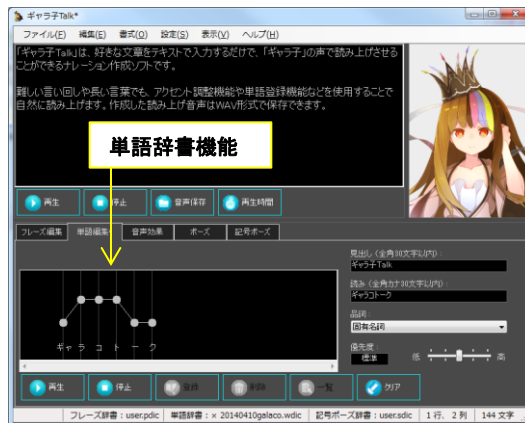 ギャラ子Talk*
ファイル(F) 編集(E) 書式(O) 設定(S) 表示(V) ヘルプ(H)
「ギャラ子Talk」は、好きな文章をテキストで入力するだけで、「ギャラ子」の声で読み上げさせる
ことができるナレーション作成ソフトです。
難しい言い回しや長い言葉でも、アクセント調整機能や単語登録機能などを使用することで
自然に読み上げます。作成した読み上げ音声はWAV形式で保存できます。
単語辞書機能
再生 停止 音声保存 再生時間
フレーズ編集 単語編集 音声効果 ポーズ 記号ポーズ
見出し（全角30文字以内）:
ギャラ子Talk
読み（全角カナ30文字以内）:
ギャラコトーク
品詞:
固有名詞
優先度:
標準 低 高
ギャ ラ コ ト ー ク
再生 停止 登録 削除 一覧 クリア
フレーズ辞書 : user.pdic 単語辞書 : × 20140410galaco.wdic 記号ポーズ辞書 : user.sdic 1 行、 2 列 144 文字